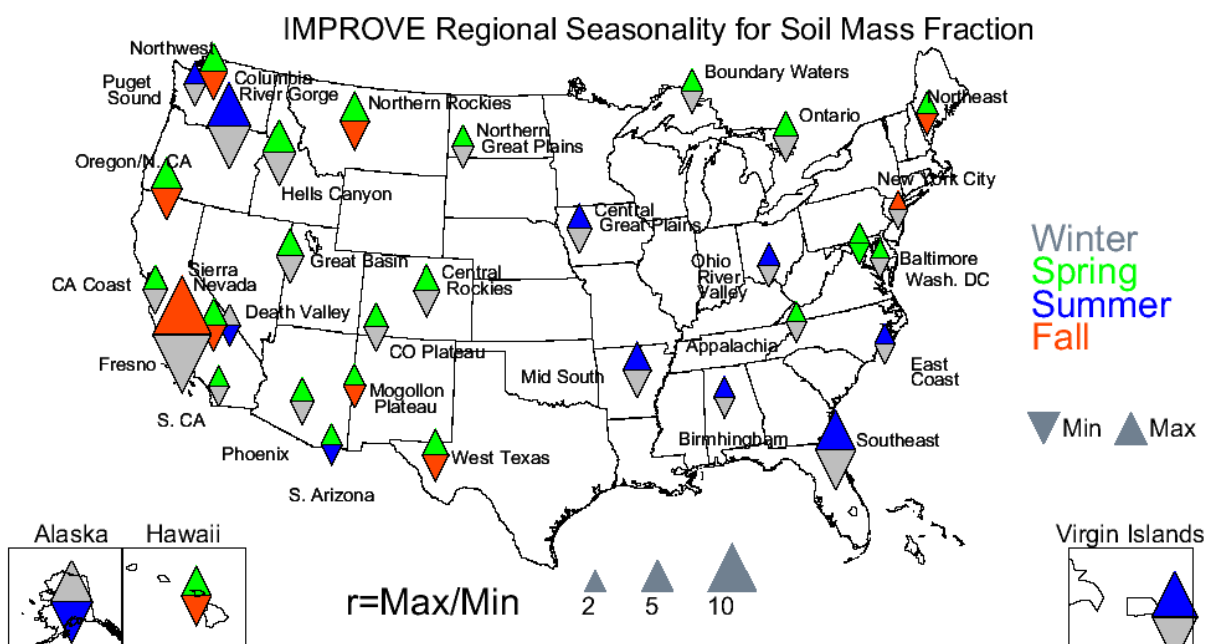 IMPROVE Regional Seasonality for Soil Mass Fraction
Northwest
Puget
Sound
Columbia
River Gorge
Northern Rockies
Northern
Great Plains
Boundary Waters
Ontario
Northeast
Oregon/N. CA
Hells Canyon
New York City
Central
Great Plains
Great Basin
Central
Rockies
Ohio
River
Valley
Baltimore
Wash. DC
CA Coast
Sierra
Nevada
Death Valley
CO Plateau
Appalachia
East
Coast
Fresno
Mid South
S. CA
Mogollon
Plateau
Birmhingham
Southeast
Phoenix
West Texas
S. Arizona
Winter
Spring
Summer
Fall
Min Max
Alaska Hawaii
Virgin Islands
r=Max/Min
2 5 10